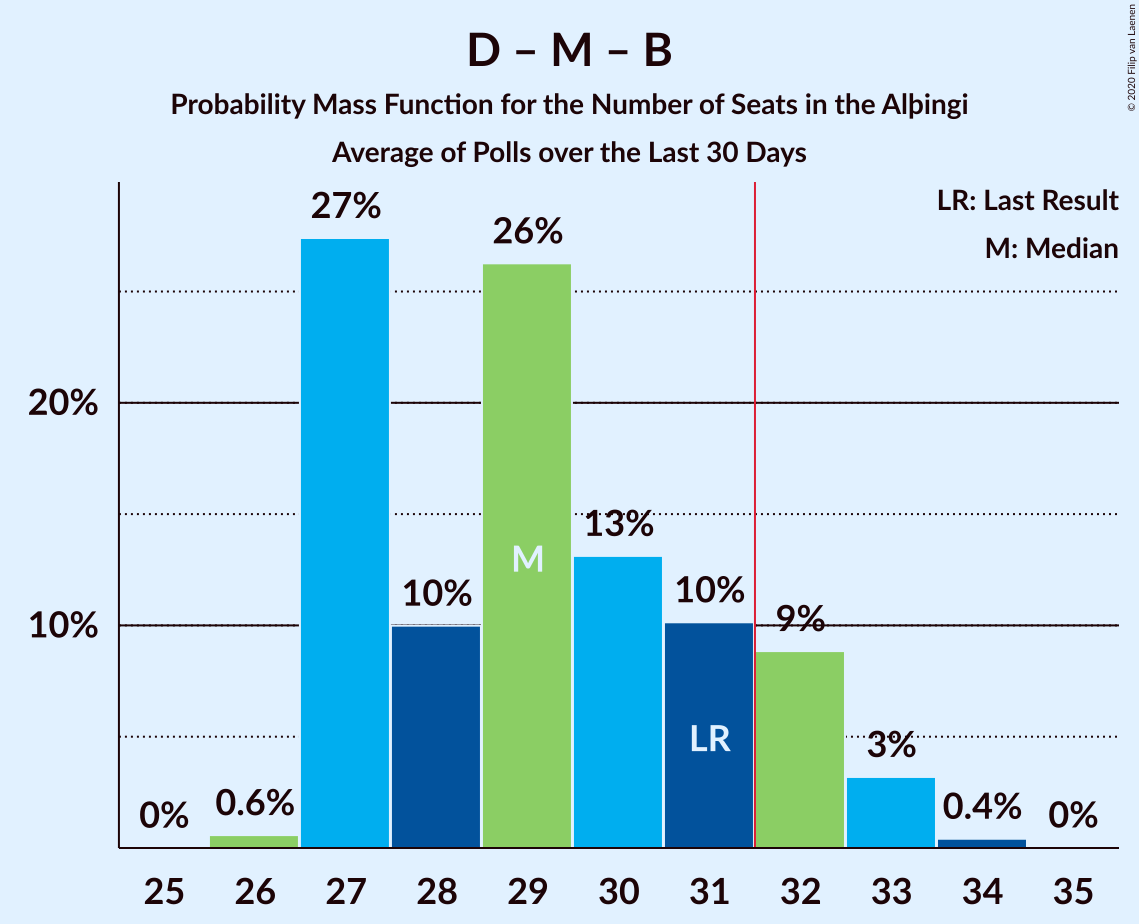 D – M – B
Probability Mass Function for the Number of Seats in the Alþingi
Average of Polls over the Last 30 Days
© 2020 Filip van Laenen
LR: Last Result
M: Median
20%
10%
0%
0.6%
27%
10%
26%
13%
10%
9%
3%
0.4%
0%
M
LR
25 26 27 28 29 30 31 32 33 34 35